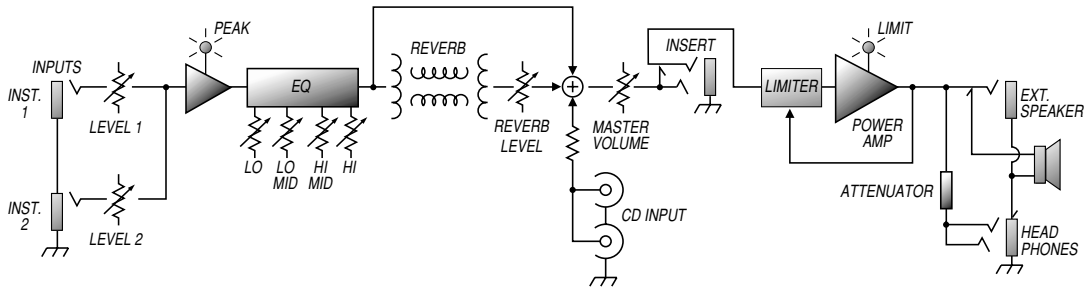 PEAK
LIMIT
INPUTS
REVERB
INSERT
INST.
1
EQ
LIMITER
EXT.
SPEAKER
LEVEL 1
REVERB
LEVEL
MASTER
VOLUME
POWER
AMP
LO
LO
MID
HI
MID
HI
ATTENUATOR
INST.
2
CD INPUT
LEVEL 2
HEAD
PHONES